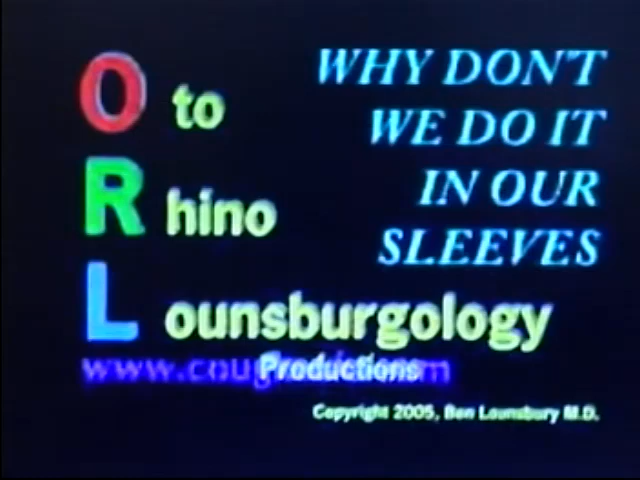 O to
R hino
L ounsburgology
Productions
WHY DON'T
WE DO IT
IN OUR
SLEEVES
Copyright 2005, Ben Lounsbury M.D.